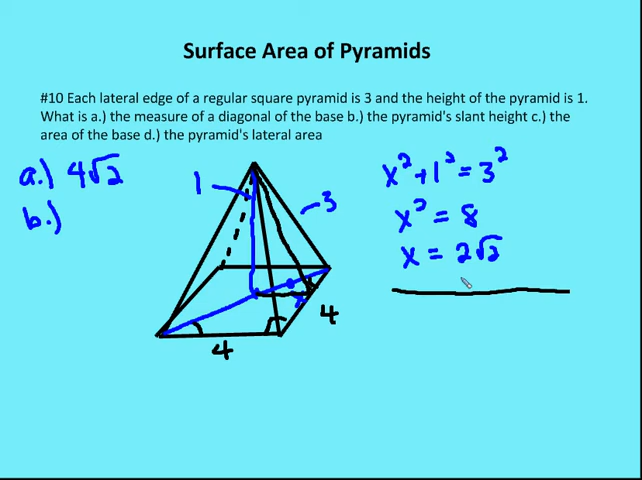 Surface Area of Pyramids
#10 Each lateral edge of a regular square pyramid is 3 and the height of the pyramid is 1.
What is a.) the measure of a diagonal of the base b.) the pyramid's slant height c.) the
area of the base d.) the pyramid's lateral area
a.) 4√2
b.)
1
3
x
4
4
x² + 1² = 3²
x² = 8
x = 2√2